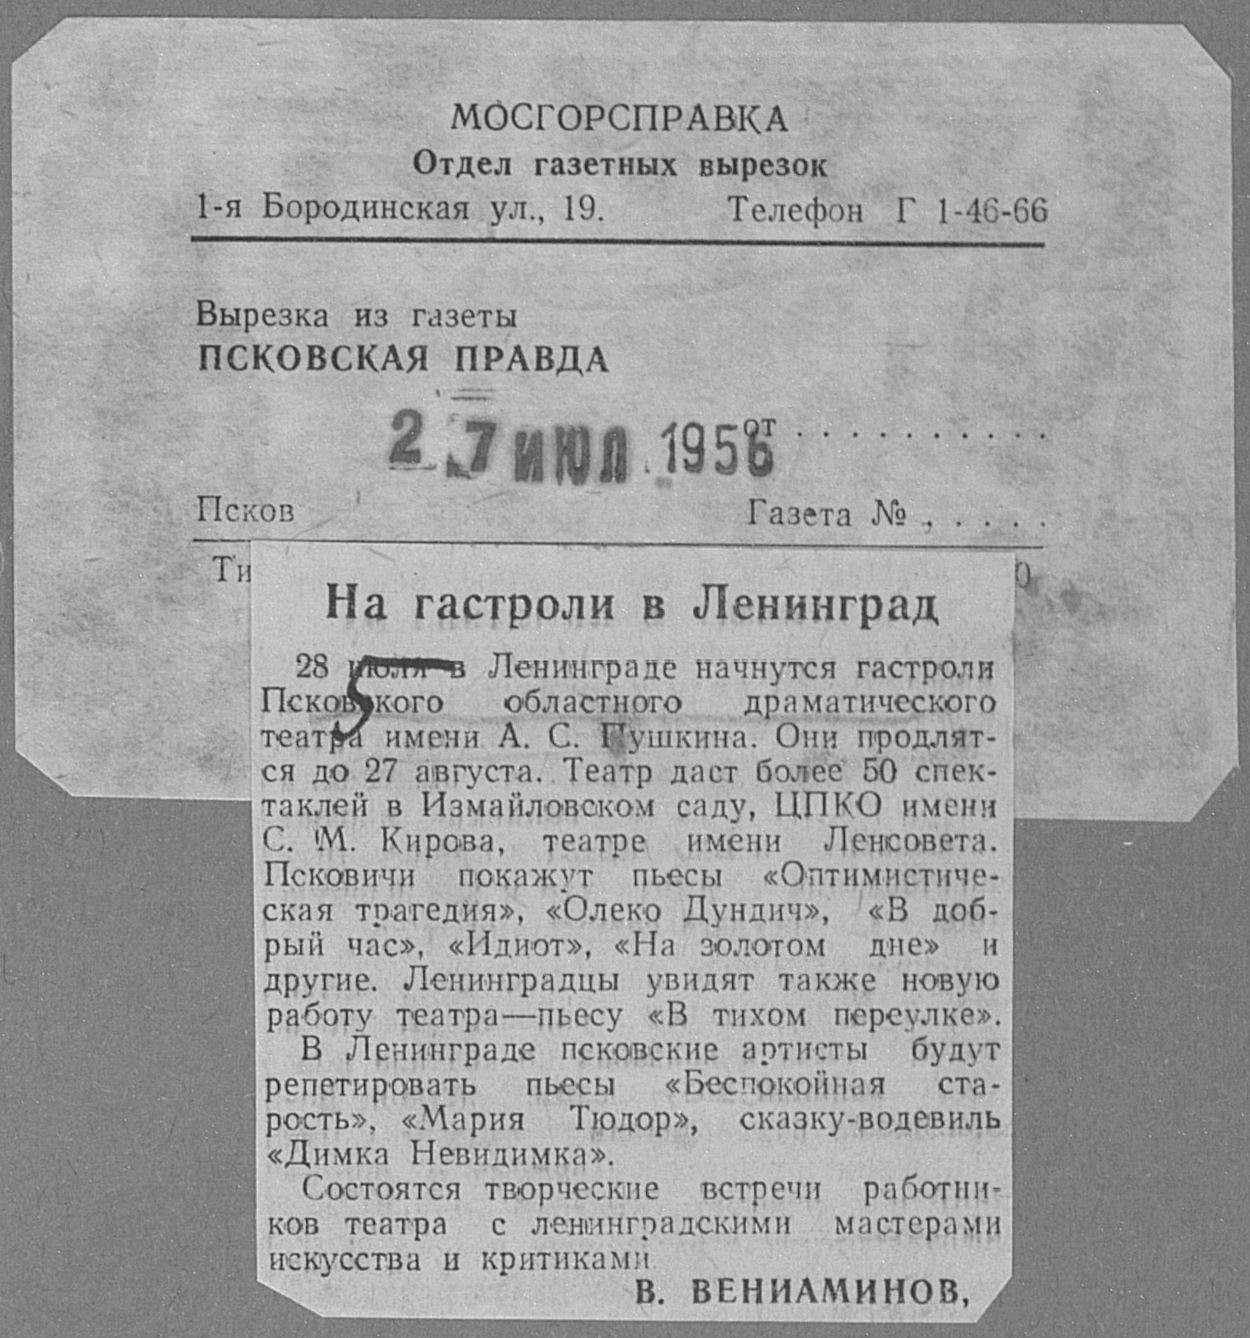 МОСГОРСПРАВКА
Отдел газетных вырезок
1-я Бородинская ул., 19. Телефон Г 1-46-66
Вырезка из газеты
ПСКОВСКАЯ ПРАВДА
27 ИЮЛ 1956 от . . . . . . . . . . .
Псков Газета № . . . . .
На гастроли в Ленинград
28 июля в Ленинграде начнутся гастроли
Псковского областного драматического
театра имени А. С. Пушкина. Они продлят-
ся до 27 августа. Театр даст более 50 спек-
таклей в Измайловском саду, ЦПКО имени
С. М. Кирова, театре имени Ленсовета.
Псковичи покажут пьесы «Оптимистиче-
ская трагедия», «Олеко Дундич», «В доб-
рый час», «Идиот», «На золотом дне» и
другие. Ленинградцы увидят также новую
работу театра—пьесу «В тихом переулке».
В Ленинграде псковские артисты будут
репетировать пьесы «Беспокойная ста-
рость», «Мария Тюдор», сказку-водевиль
«Димка Невидимка».
Состоятся творческие встречи работни-
ков театра с ленинградскими мастерами
искусства и критиками
В. ВЕНИАМИНОВ,